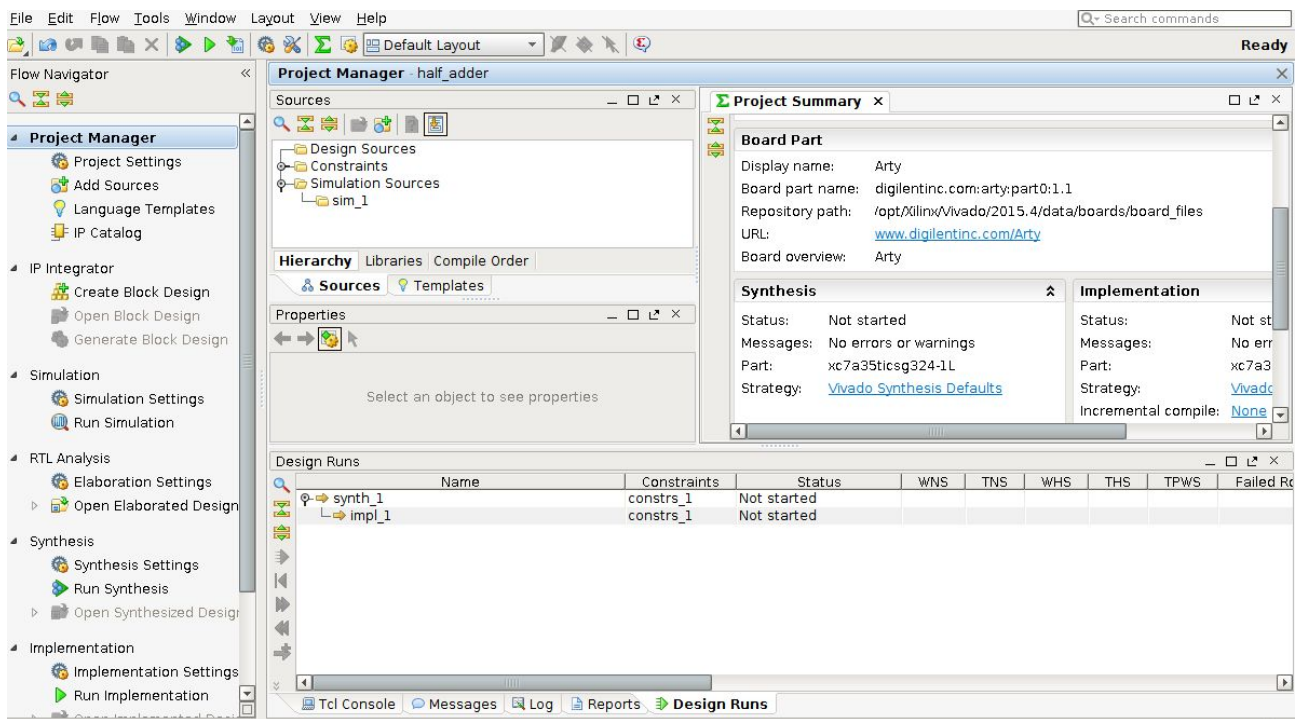 File Edit Flow Tools Window Layout View Help
Search commands
Default Layout
Ready
Flow Navigator
Project Manager
Project Settings
Add Sources
Language Templates
IP Catalog
IP Integrator
Create Block Design
Open Block Design
Generate Block Design
Simulation
Simulation Settings
Run Simulation
RTL Analysis
Elaboration Settings
Open Elaborated Design
Synthesis
Synthesis Settings
Run Synthesis
Open Synthesized Desig
Implementation
Implementation Settings
Run Implementation
Project Manager - half_adder
Sources
Design Sources
Constraints
Simulation Sources
sim_1
Hierarchy Libraries Compile Order
Sources Templates
Properties
Select an object to see properties
Project Summary
Board Part
Display name: Arty
Board part name: digilentinc.com:arty:part0:1.1
Repository path: /opt/Xilinx/Vivado/2015.4/data/boards/board_files
URL: www.digilentinc.com/Arty
Board overview: Arty
Synthesis
Status: Not started
Messages: No errors or warnings
Part: xc7a35ticsg324-1L
Strategy: Vivado Synthesis Defaults
Implementation
Status: Not st
Messages: No err
Part: xc7a3
Strategy: Vivado
Incremental compile: None
Design Runs
Name Constraints Status WNS TNS WHS THS TPWS Failed Ro
synth_1 constrs_1 Not started
impl_1 constrs_1 Not started
Tcl Console Messages Log Reports Design Runs